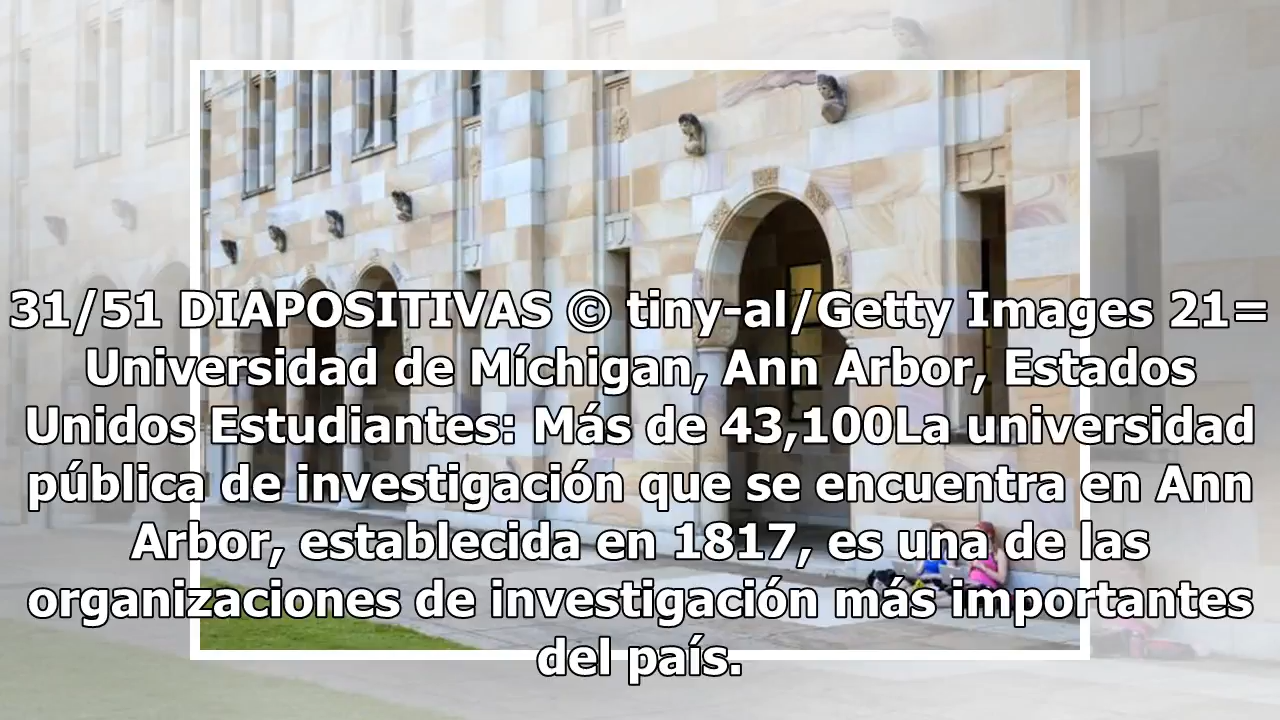 31/51 DIAPOSITIVAS © tiny-al/Getty Images 21=
Universidad de Míchigan, Ann Arbor, Estados
Unidos Estudiantes: Más de 43,100La universidad
pública de investigación que se encuentra en Ann
Arbor, establecida en 1817, es una de las
organizaciones de investigación más importantes
del país.